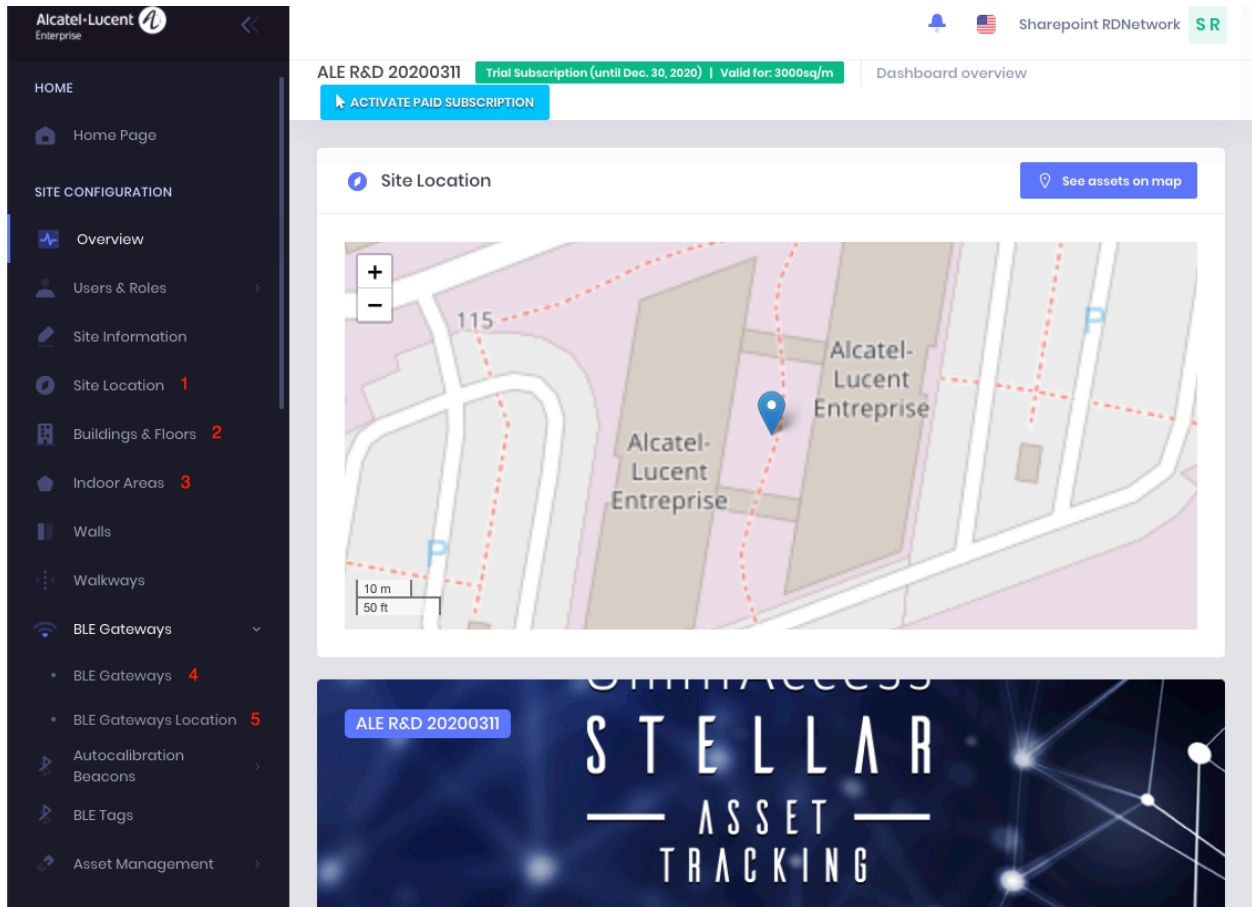 Alcatel·Lucent
Enterprise
HOME
Home Page
SITE CONFIGURATION
Overview
Users & Roles
Site Information
Site Location 1
Buildings & Floors 2
Indoor Areas 3
Walls
Walkways
BLE Gateways
BLE Gateways 4
BLE Gateways Location 5
Autocalibration
Beacons
BLE Tags
Asset Management
Sharepoint RDNetwork S R
ALE R&D 20200311 Trial Subscription (until Dec. 30, 2020) | Valid for: 3000sq/m Dashboard overview
ACTIVATE PAID SUBSCRIPTION
Site Location
See assets on map
+
−
115
P
Alcatel-
Lucent
Entreprise
Alcatel-
Lucent
Entreprise
P
10 m
50 ft
OmniAccess
ALE R&D 20200311
STELLAR
ASSET
TRACKING